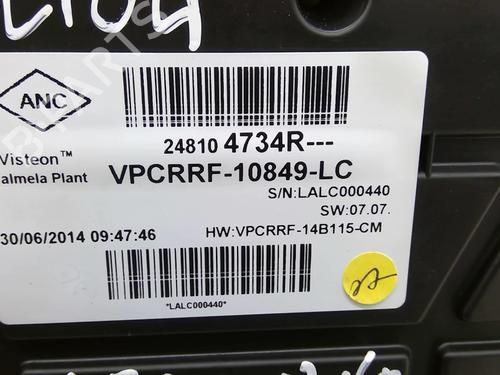 ANC
24810 4734R---
Visteon™
almela Plant
VPCRRF-10849-LC
S/N:LALC000440
SW:07.07.
30/06/2014 09:47:46
HW:VPCRRF-14B115-CM
*LALC000440*